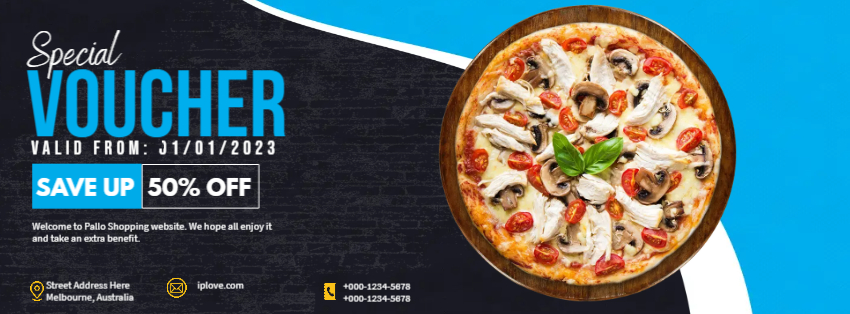 Special
VOUCHER
VALID FROM: 01/01/2023
SAVE UP 50% OFF
Welcome to Pallo Shopping website. We hope all enjoy it
and take an extra benefit.
Street Address Here
Melbourne, Australia
iplove.com
+000-1234-5678
+000-1234-5678